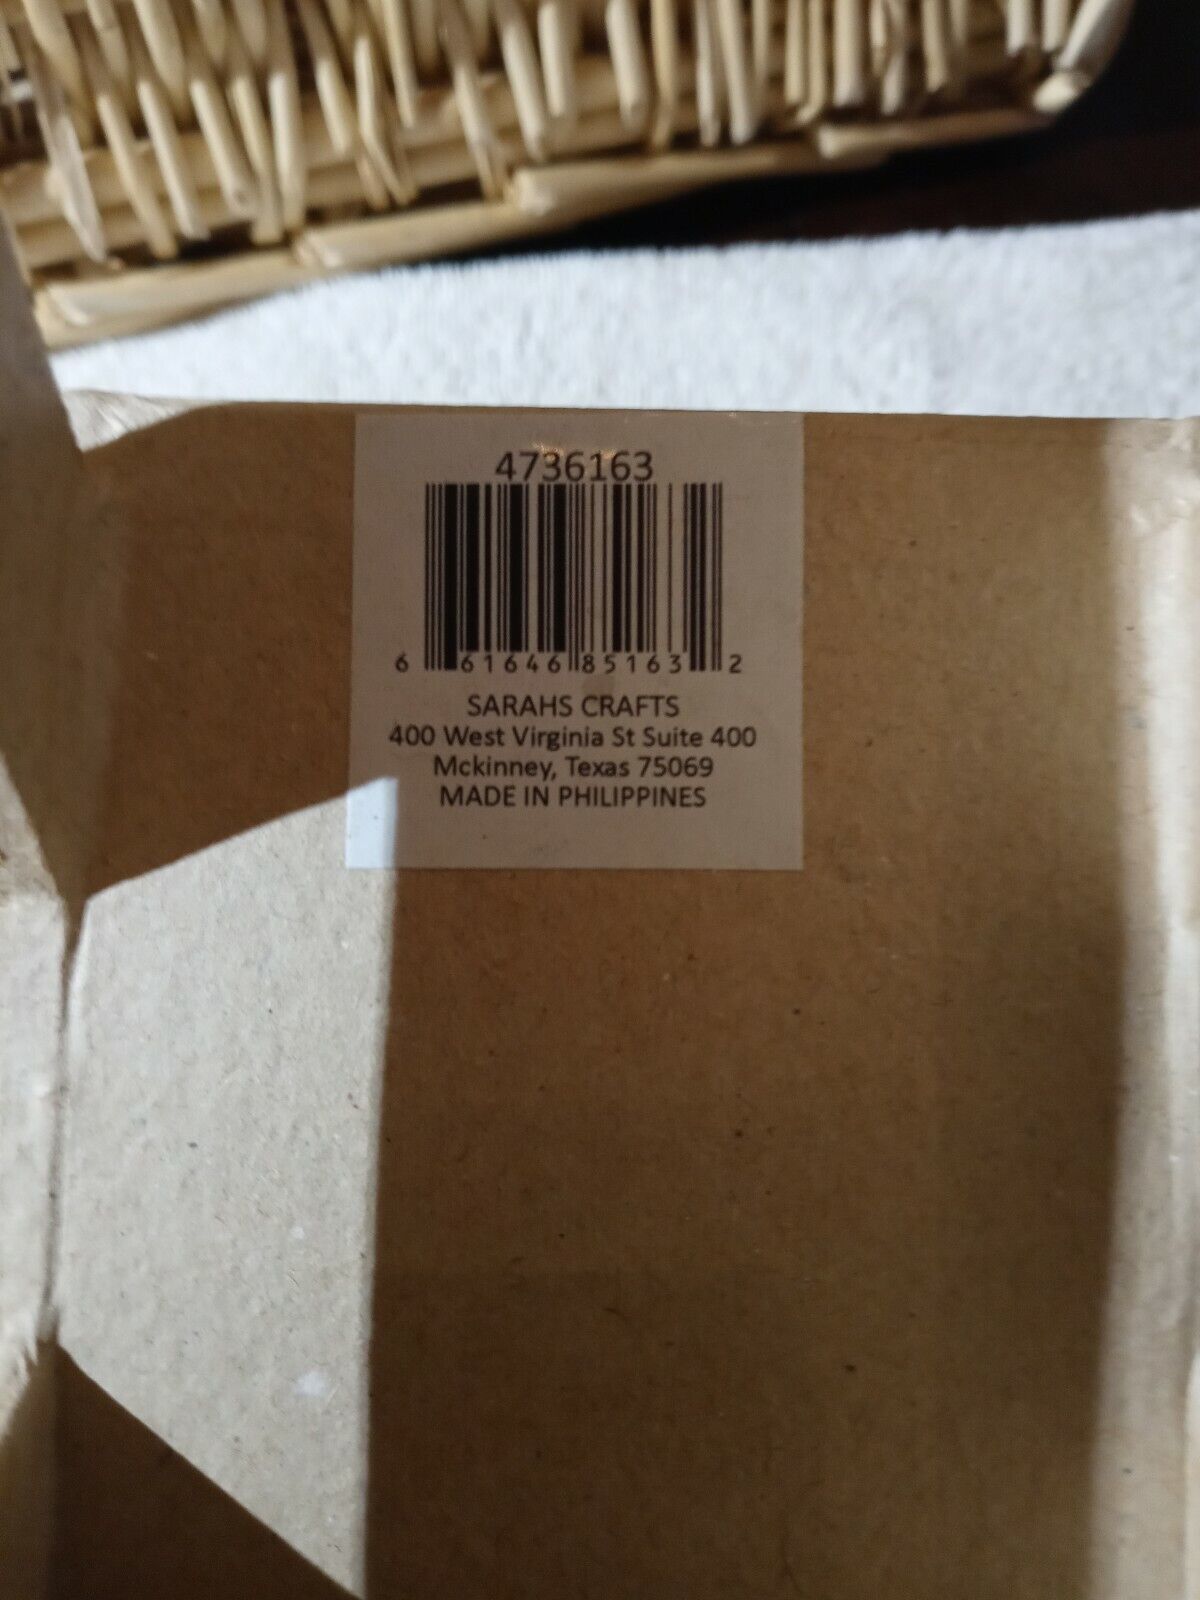 4736163
6 61646 85163 2
SARAHS CRAFTS
400 West Virginia St Suite 400
Mckinney, Texas 75069
MADE IN PHILIPPINES